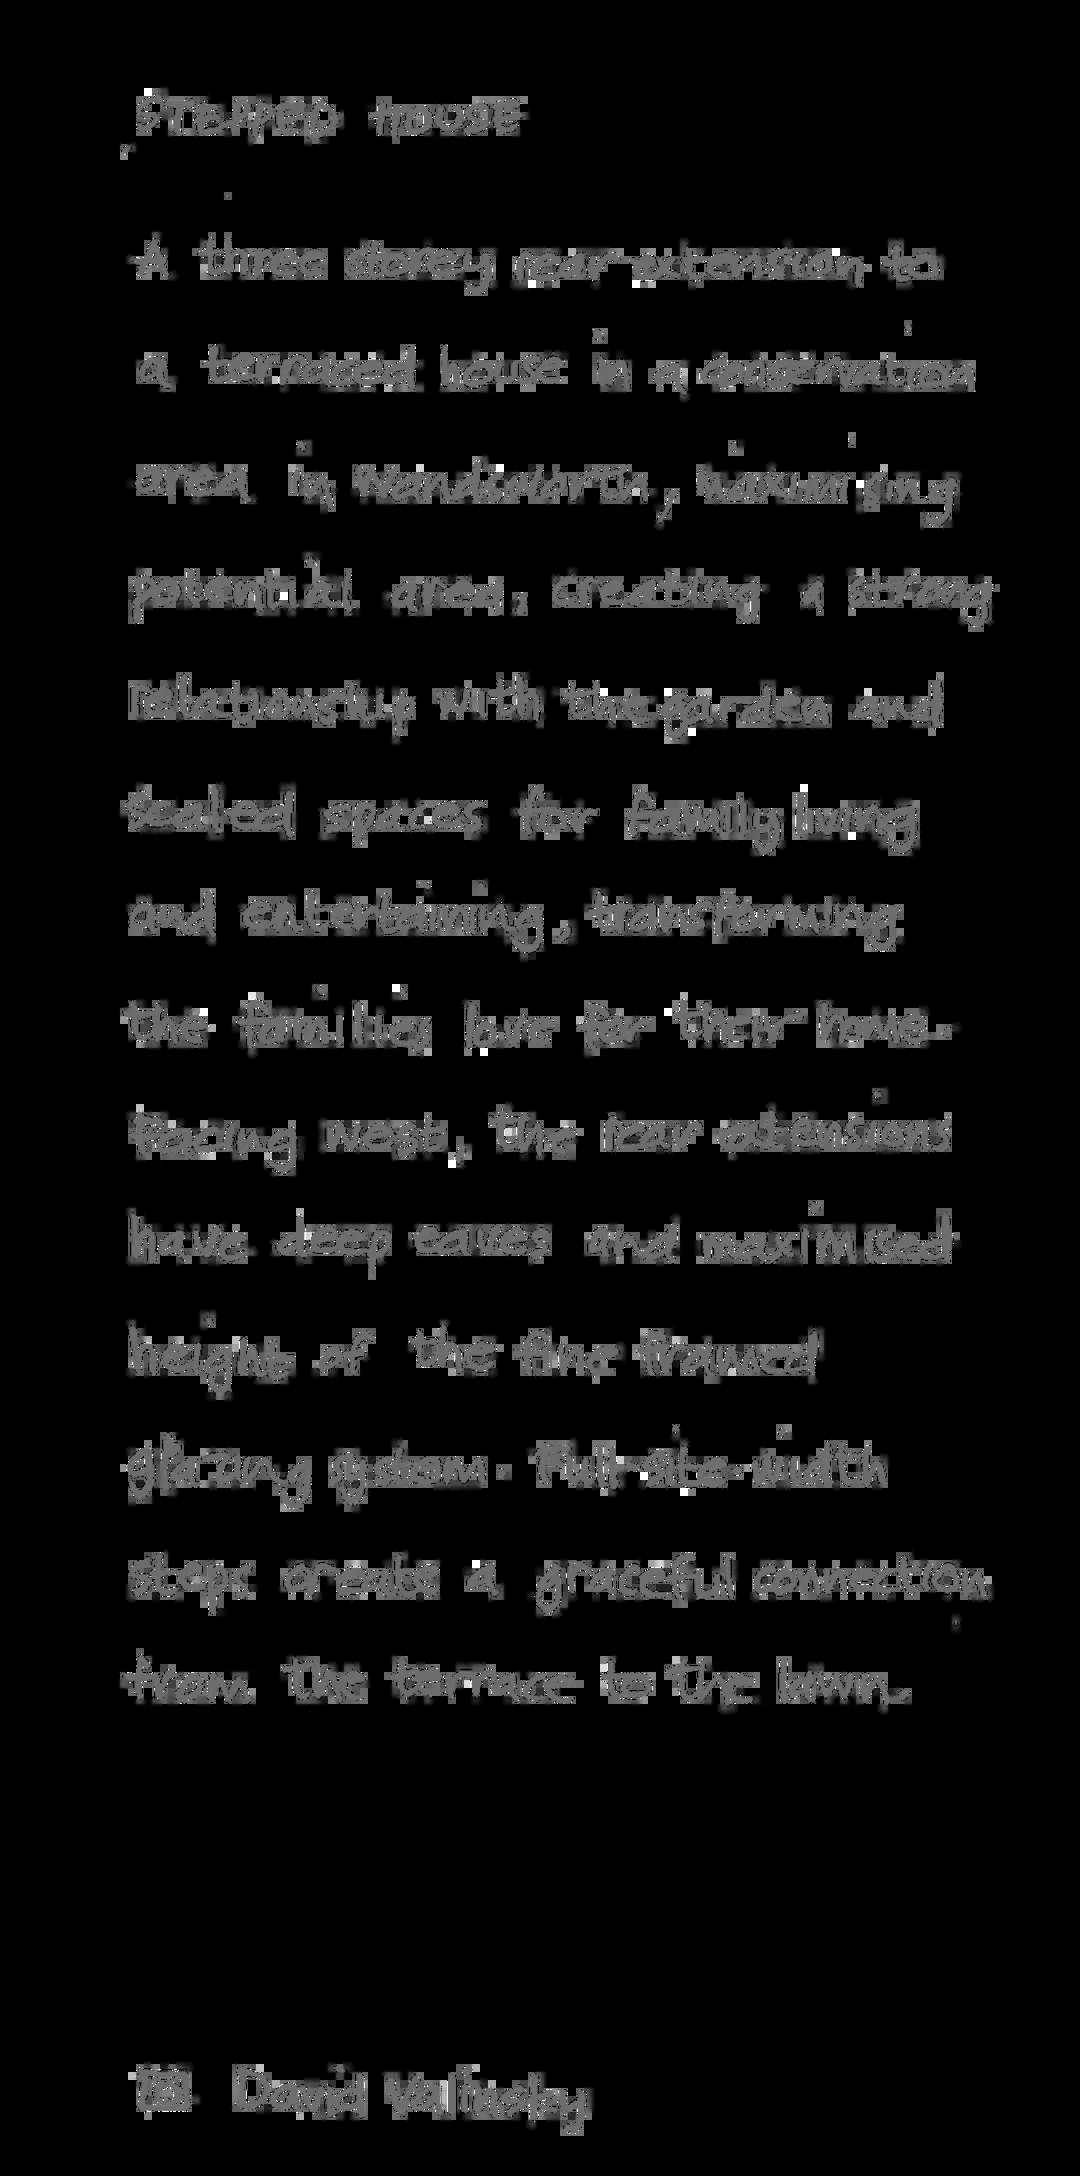 STEPPED HOUSE
A three storey rear extension to
a terraced house in a conservation
area in Wandsworth, maximising
potential area, creating a strong
relationship with the garden and
sealed spaces for family living
and entertaining, transforming
the families love for their home.
Facing west, the rear extensions
have deep eaves and maximised
height of the fine framed
glazing system. Full-site-width
steps create a graceful connection
from the terrace to the lawn.
David Valinsky